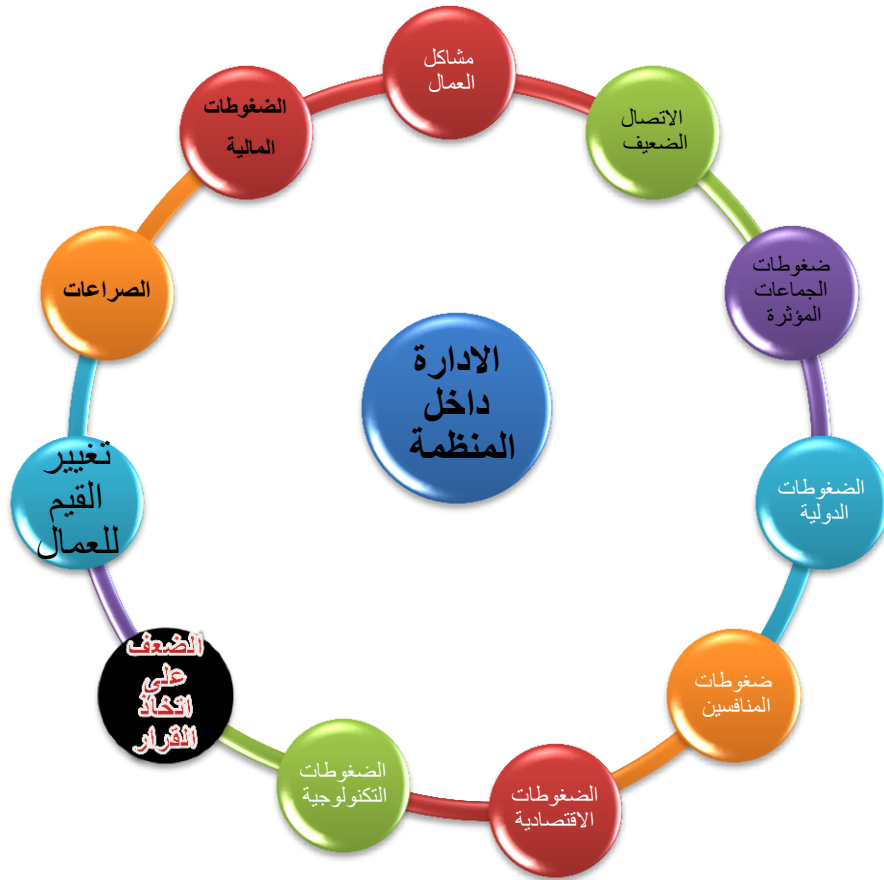 مشاكل
العمال
الاتصال
الضعيف
ضغوطات
الجماعات
المؤثرة
الضغوطات
الدولية
ضغوطات
المنافسين
الضغوطات
الاقتصادية
الضغوطات
التكنولوجية
الضعف
على
اتخاذ
القرار
تغيير
القيم
للعمال
الصراعات
الضغوطات
المالية
الادارة
داخل
المنظمة